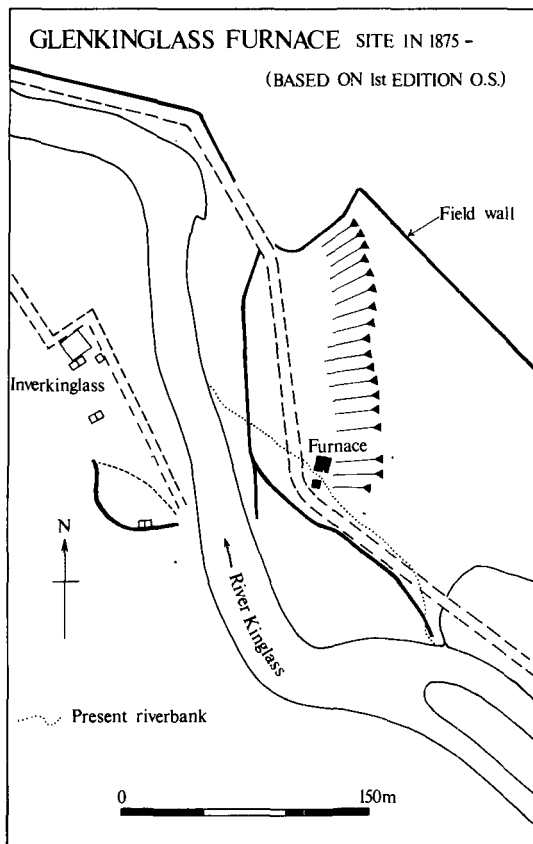 GLENKINGLASS FURNACE SITE IN 1875 -
(BASED ON 1st EDITION O.S.)
Field wall
Inverkinglass
Furnace
N
River Kinglass
Present riverbank
0 150m